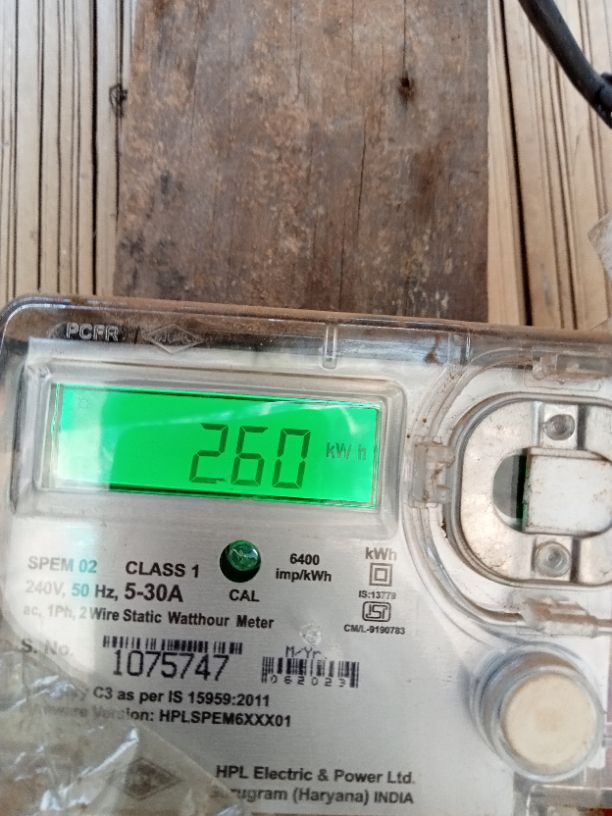 PCFR
260 kW h
SPEM 02 CLASS 1
6400
imp/kWh
kWh
240V, 50 Hz, 5-30A
CAL
IS:13779
ac, 1Ph, 2 Wire Static Watthour Meter
CM/L-9190783
S. No.
1075747
M/Yr.
062023
C3 as per IS 15959:2011
Version: HPLSPEM6XXX01
HPL Electric & Power Ltd.
(Haryana) INDIA